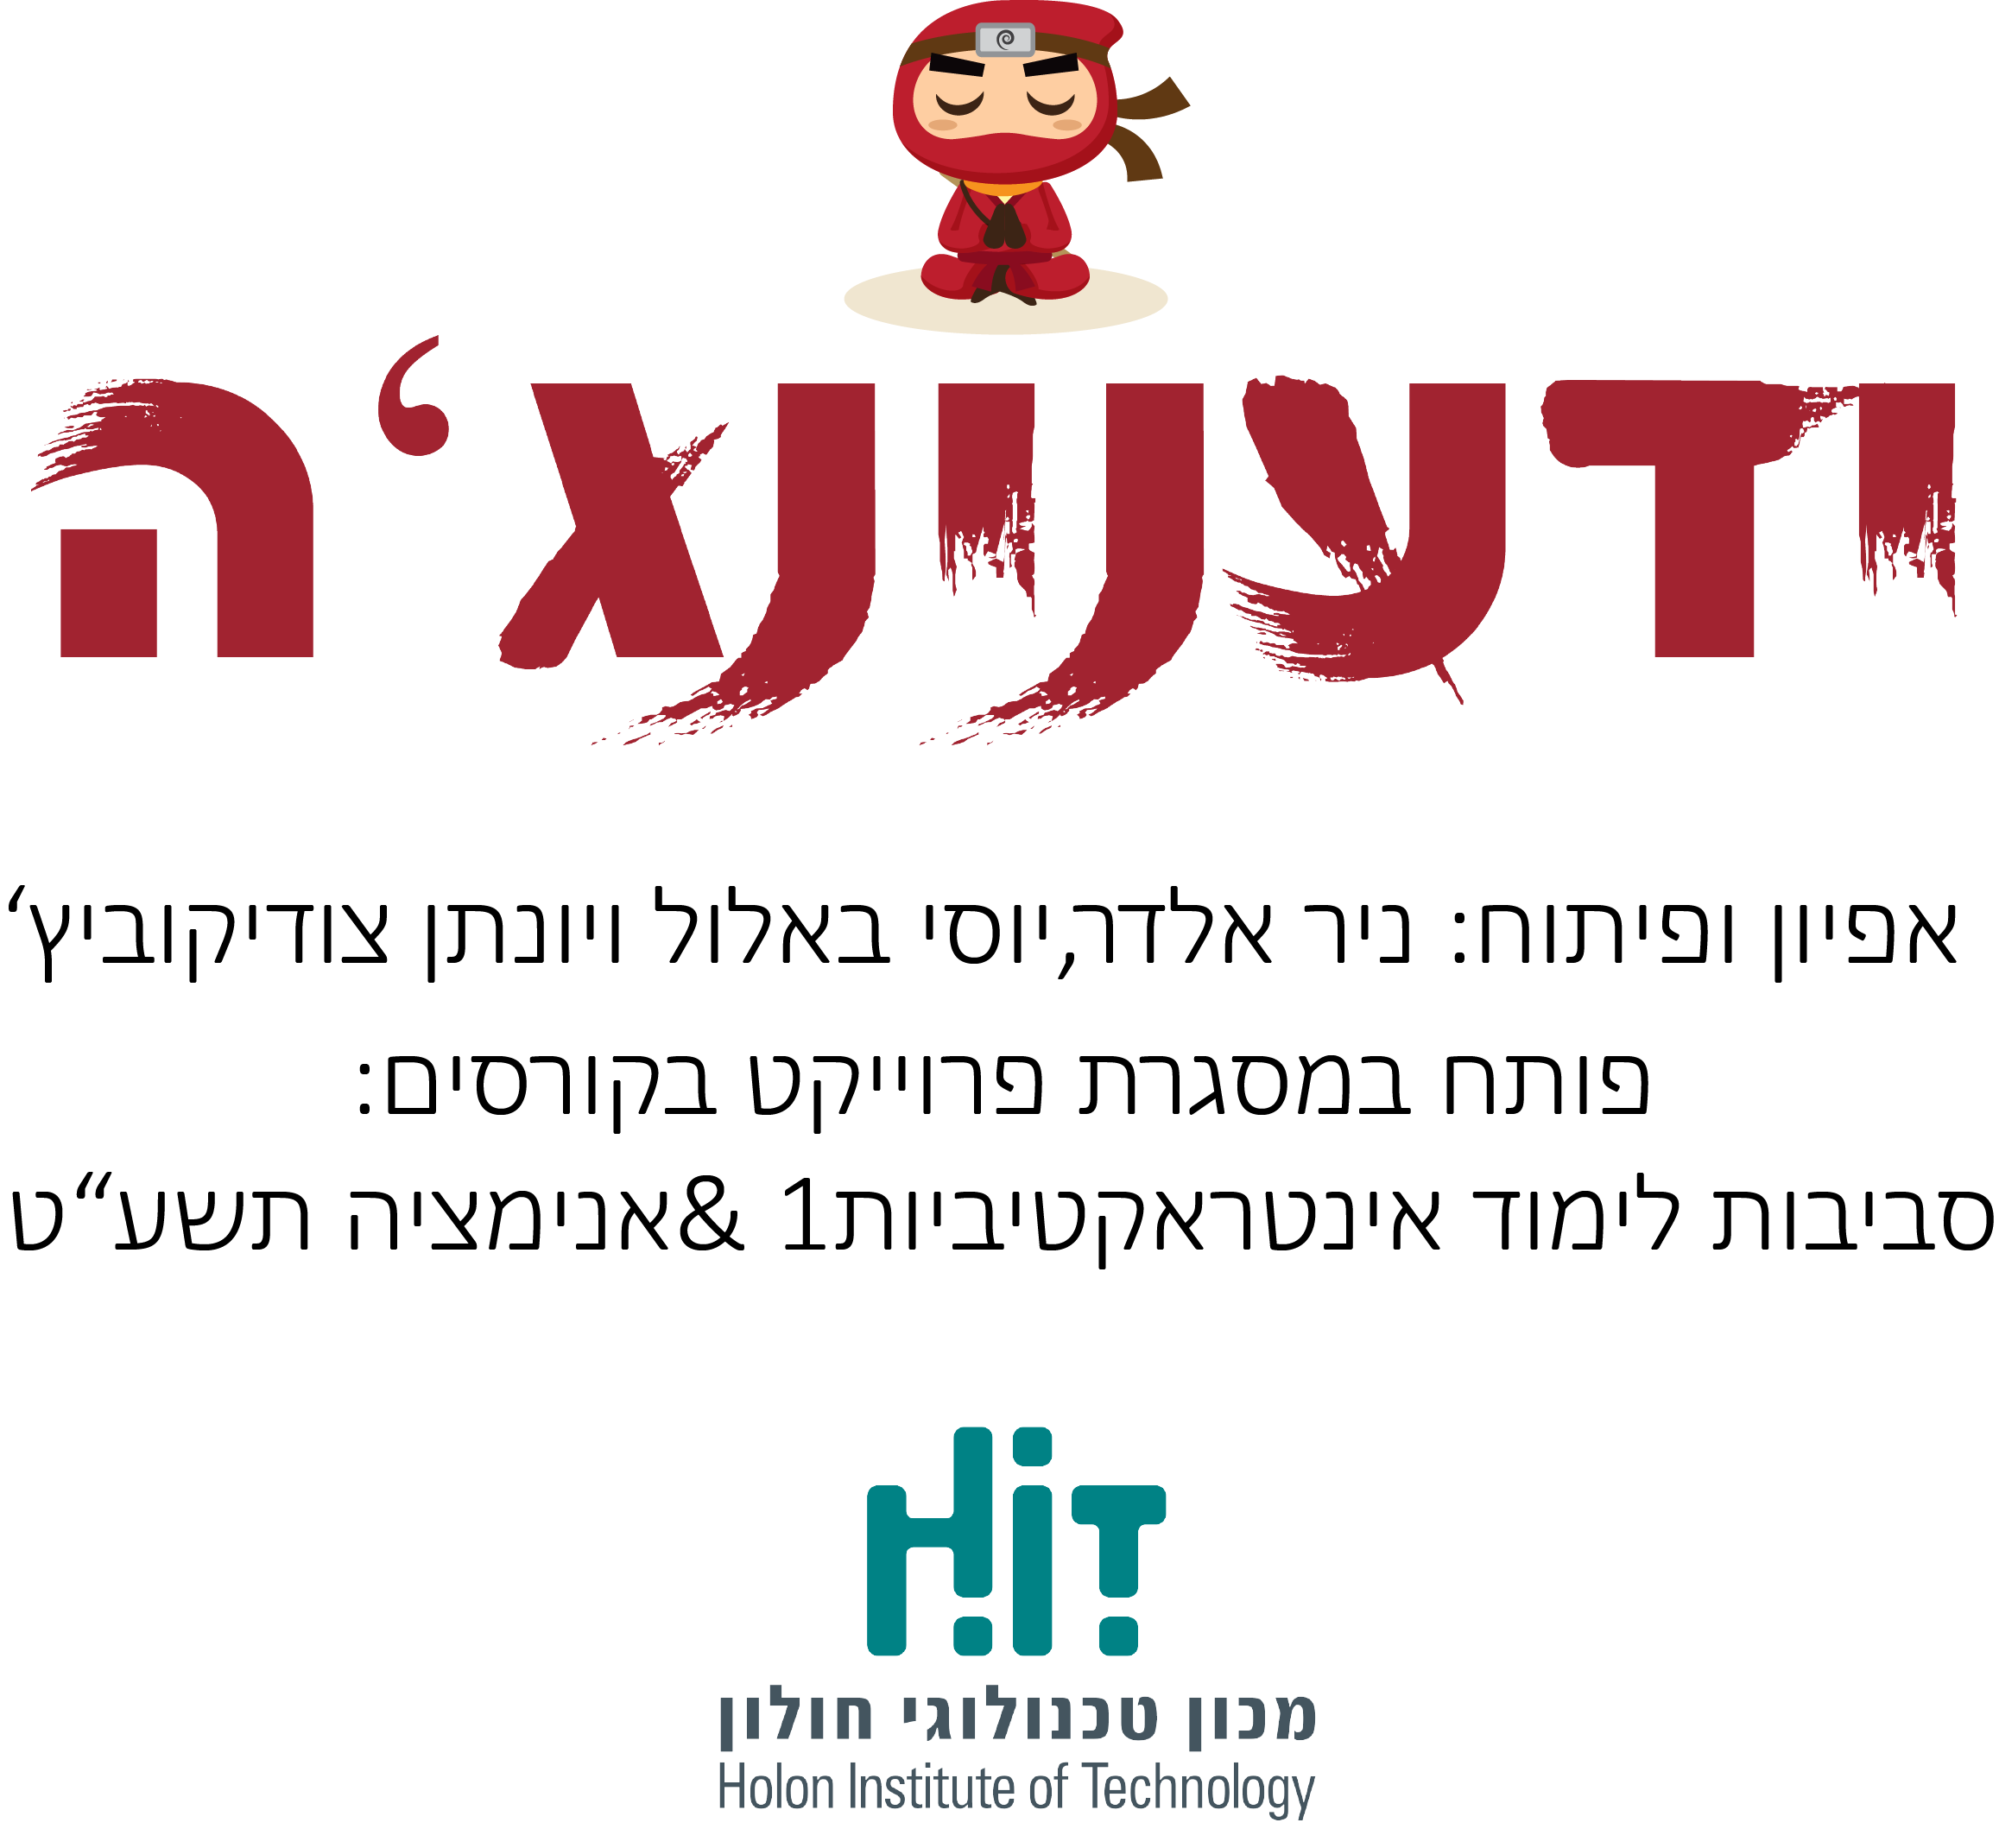 ידענינג'ה
אפיון ופיתוח: ניר אלדר,יוסי באלול ויונתן צודיקוביץ'
פותח במסגרת פרוייקט בקורסים:
סביבות לימוד אינטראקטיביות1 &אנימציה תשע"ט
HiT
מכון טכנולוגי חולון
Holon Institute of Technology